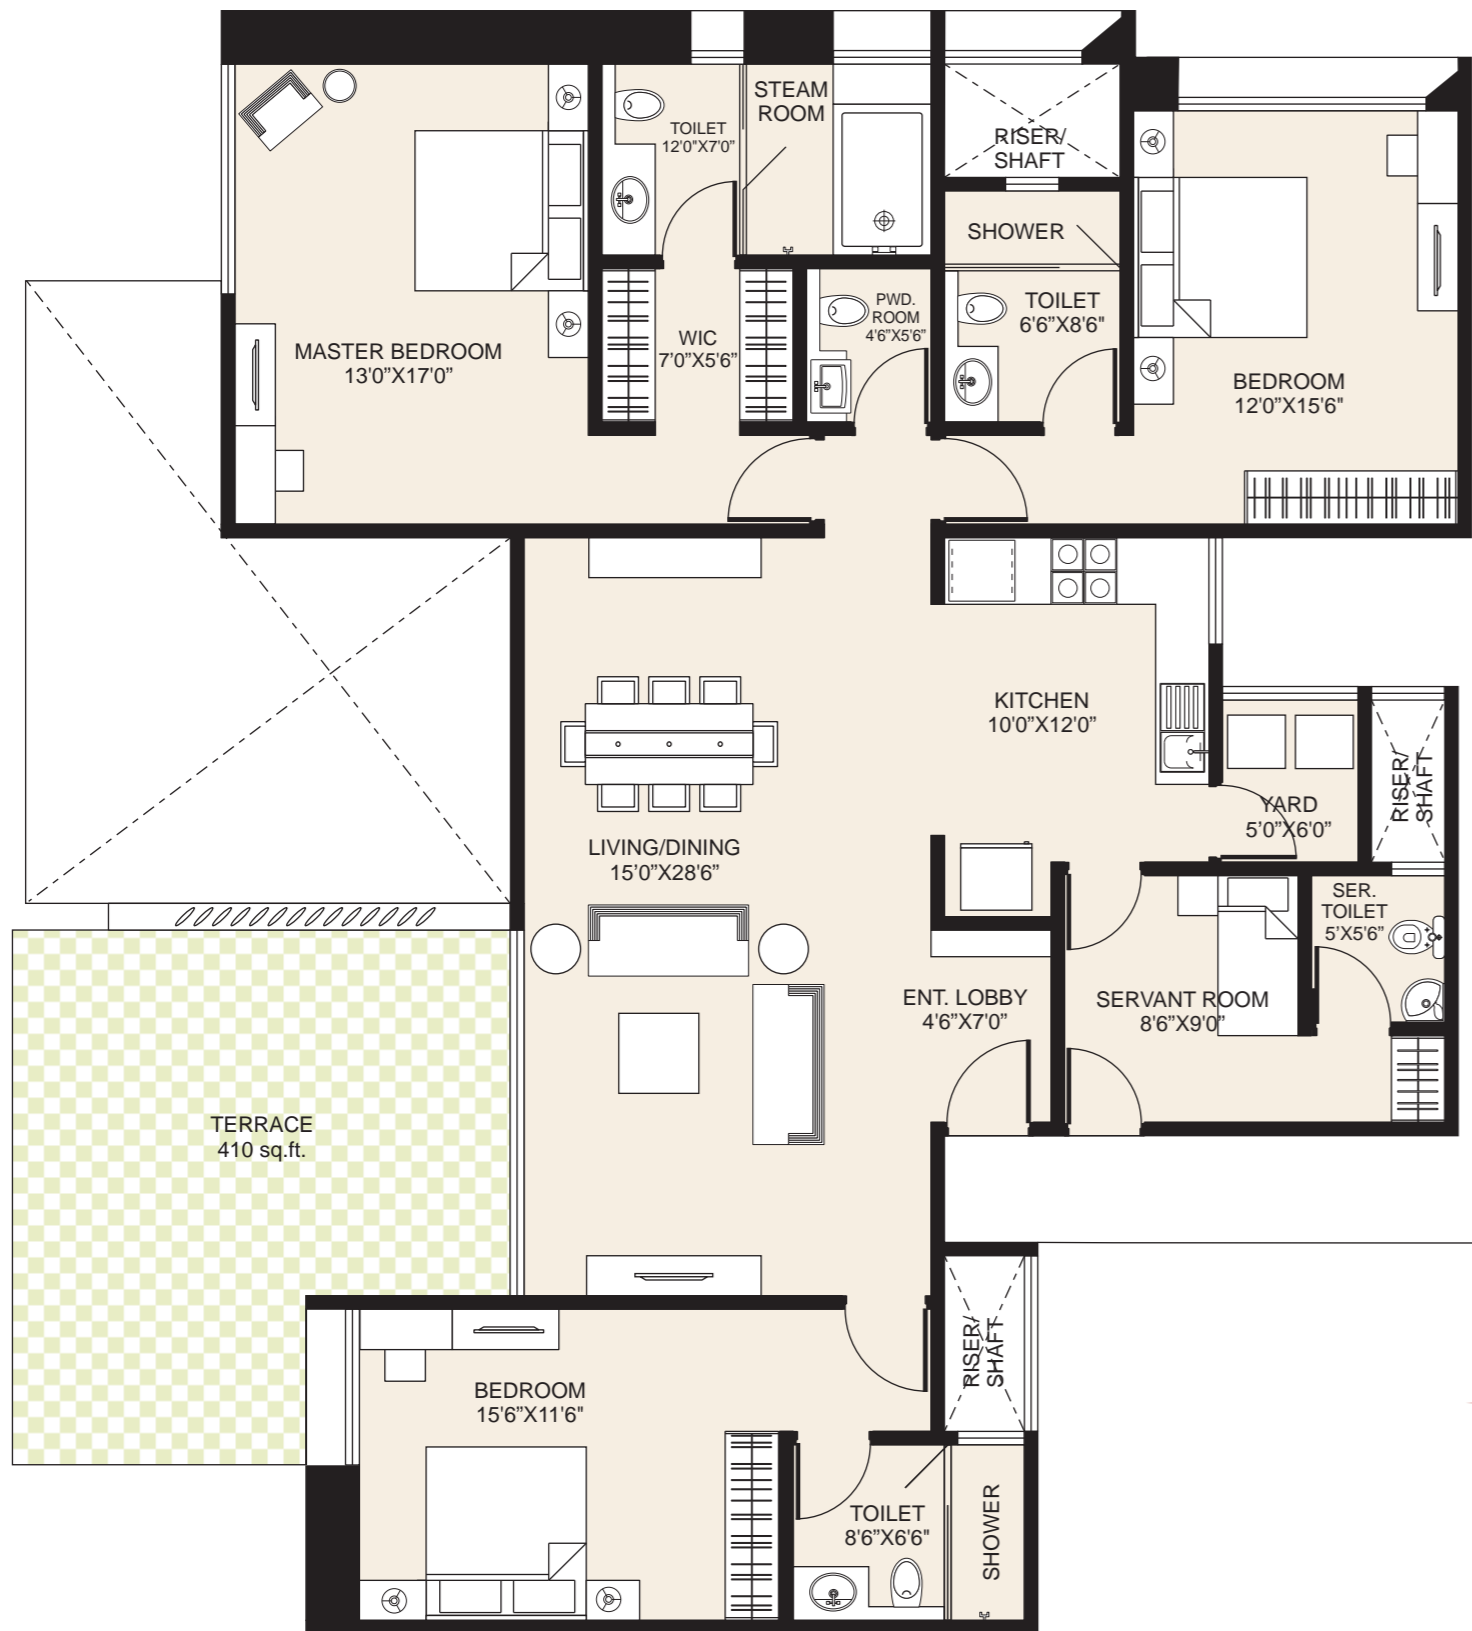 STEAM
ROOM
TOILET
12'0"X7'0”
RISER/
SHAFT
SHOWER
TOILET
6'6”X8'6"
PWD.
ROOM
4'6”X5'6”
WIC
7'0”X5'6”
MASTER BEDROOM
13'0”X17'0”
BEDROOM
12'0”X15'6"
KITCHEN
10'0”X12'0”
YARD
5'0”X6'0”
RISER/
SHAFT
LIVING/DINING
15’0”X28'6”
SER.
TOILET
5'X5'6”
ENT. LOBBY
4'6”X7'0”
SERVANT ROOM
8'6”X9'0”
TERRACE
410 sq.ft.
RISER/
SHAFT
BEDROOM
15'6”X11'6"
TOILET
8'6”X6'6"
SHOWER